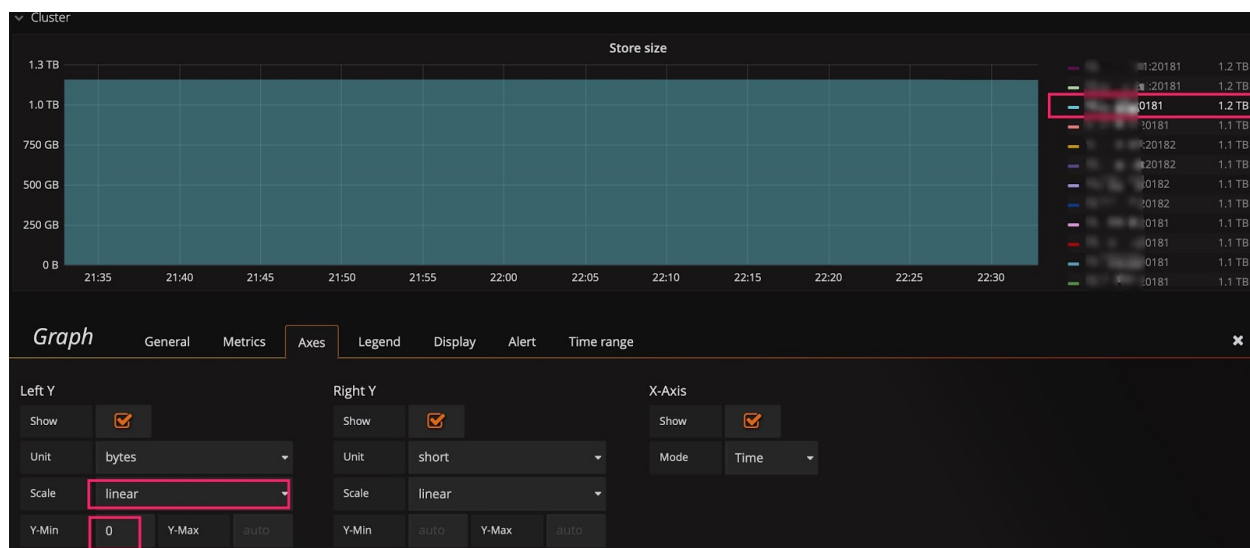 Cluster
Store size
1.3 TB
1.0 TB
750 GB
500 GB
250 GB
0 B
21:35 21:40 21:45 21:50 21:55 22:00 22:05 22:10 22:15 22:20 22:25 22:30
1:20181 1.2 TB
:20181 1.2 TB
0181 1.2 TB
20181 1.1 TB
:20182 1.1 TB
20182 1.1 TB
0182 1.1 TB
20182 1.1 TB
0181 1.1 TB
0181 1.1 TB
0181 1.1 TB
0181 1.1 TB
Graph General Metrics Axes Legend Display Alert Time range
Left Y Right Y X-Axis
Show Show Show
Unit bytes Unit short Mode Time
Scale linear Scale linear
Y-Min 0 Y-Max auto Y-Min auto Y-Max auto